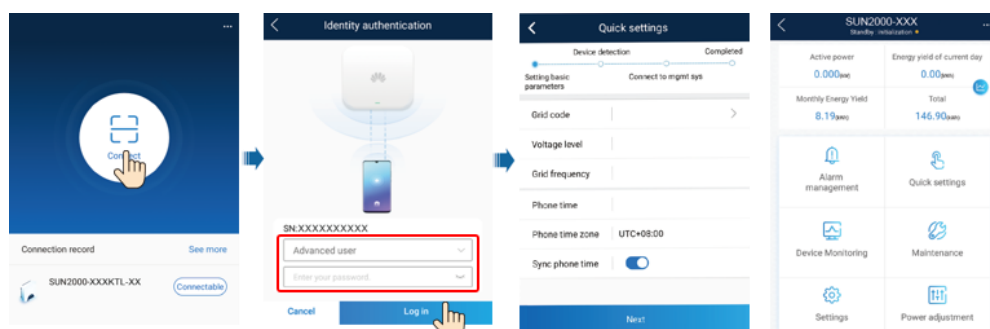 ...
Connect
Connection record
See more
SUN2000-XXXKTL-XX
Connectable
Identity authentication
SN:XXXXXXXXXX
Advanced user
Enter your password
Cancel
Log in
Quick settings
Device detection
Completed
Setting basic
parameters
Connect to mgmt sys
Grid code
Voltage level
Grid frequency
Phone time
Phone time zone
UTC+08:00
Sync phone time
Next
SUN2000-XXX
...
Standby : initialization
Active power
Energy yield of current day
0.000(kW)
0.00(kWh)
Monthly Energy Yield
Total
8.19(kWh)
146.90(kWh)
Alarm
management
Quick settings
Device Monitoring
Maintenance
Settings
Power adjustment